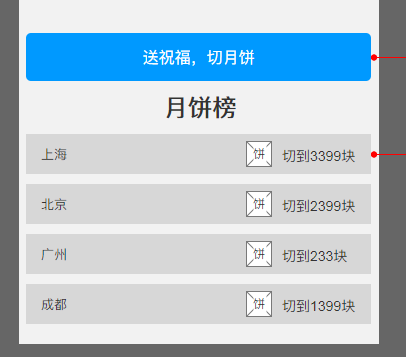 送祝福，切月饼
月饼榜
上海 饼 切到3399块
北京 饼 切到2399块
广州 饼 切到233块
成都 饼 切到1399块